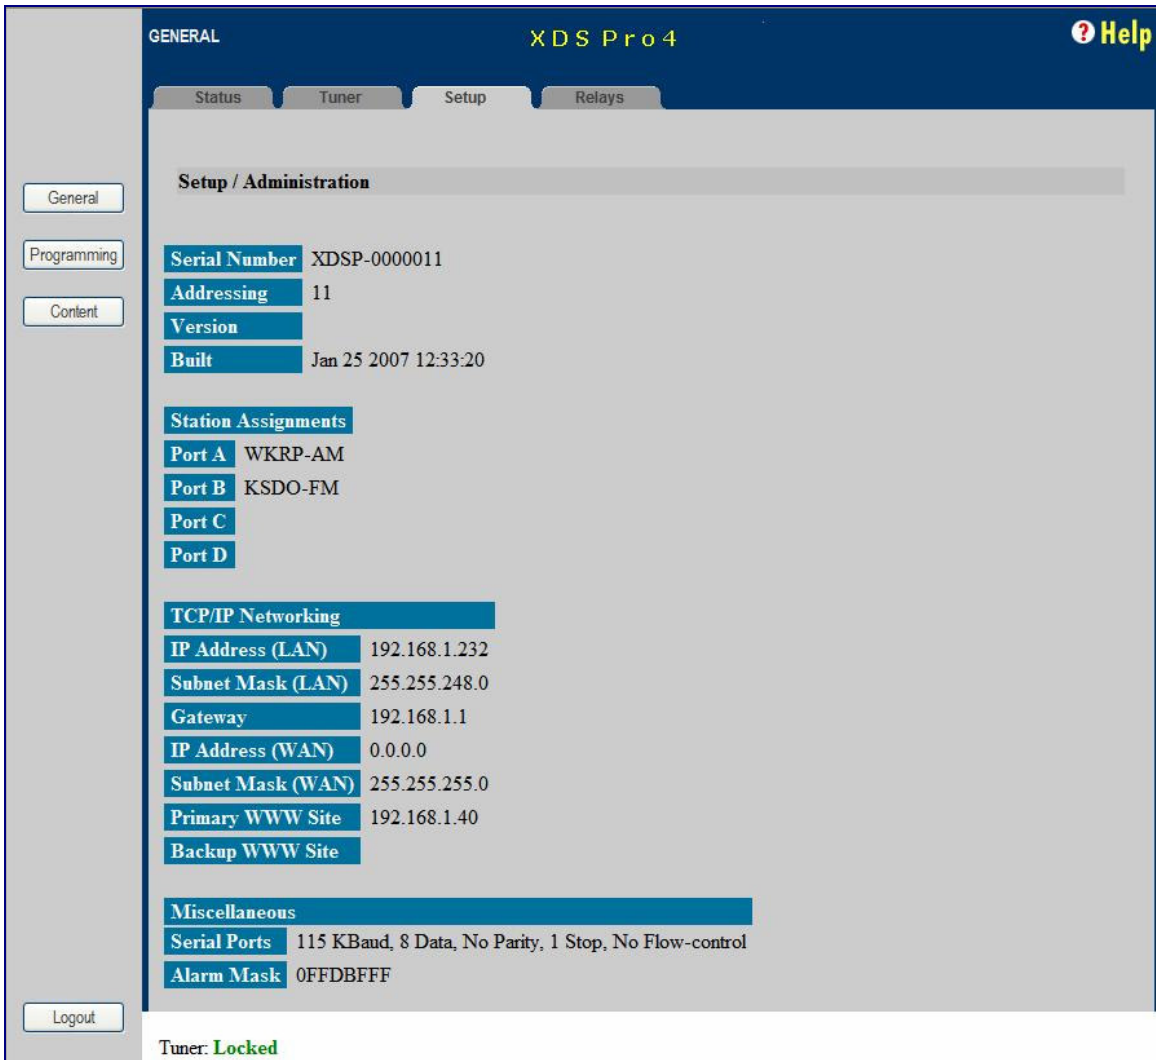 GENERAL
XDS Pro4
? Help
Status Tuner Setup Relays
Setup / Administration
General
Programming
Content
Serial Number XDSP-0000011
Addressing 11
Version
Built Jan 25 2007 12:33:20
Station Assignments
Port A WKRP-AM
Port B KSDO-FM
Port C
Port D
TCP/IP Networking
IP Address (LAN) 192.168.1.232
Subnet Mask (LAN) 255.255.248.0
Gateway 192.168.1.1
IP Address (WAN) 0.0.0.0
Subnet Mask (WAN) 255.255.255.0
Primary WWW Site 192.168.1.40
Backup WWW Site
Miscellaneous
Serial Ports 115 KBaud, 8 Data, No Parity, 1 Stop, No Flow-control
Alarm Mask 0FFDBFFF
Logout
Tuner: Locked